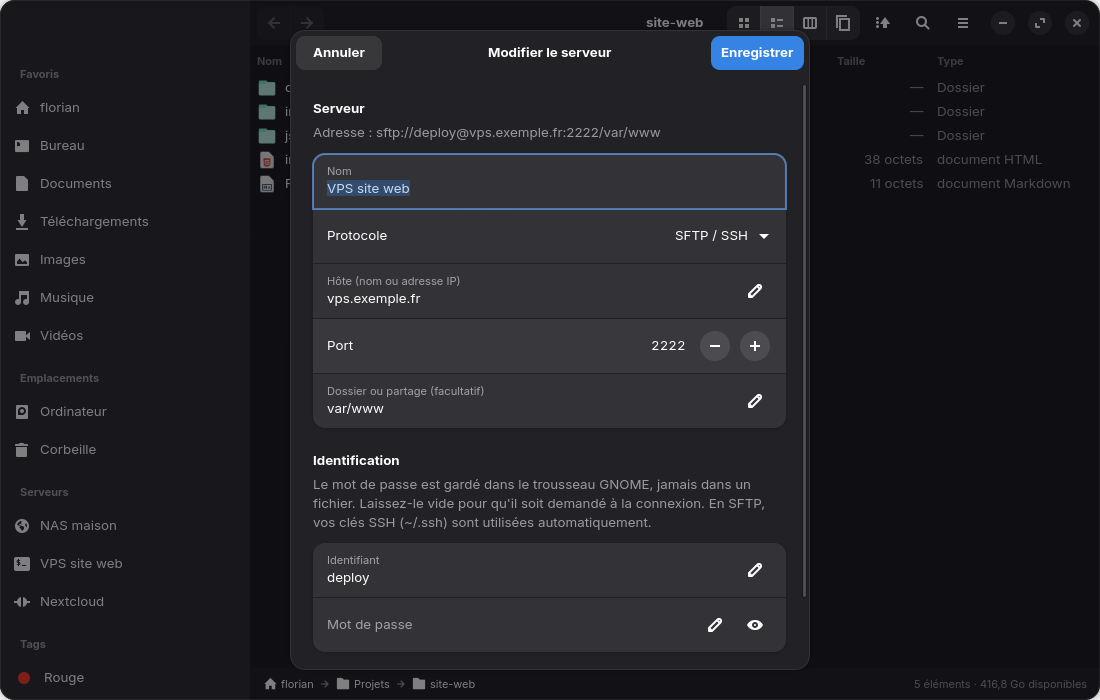 site-web
Favoris
florian
Bureau
Documents
Téléchargements
Images
Musique
Vidéos
Emplacements
Ordinateur
Corbeille
Serveurs
NAS maison
VPS site web
Nextcloud
Tags
Rouge
Nom
Taille
Type
— Dossier
— Dossier
— Dossier
38 octets document HTML
11 octets document Markdown
Annuler
Modifier le serveur
Enregistrer
Serveur
Adresse : sftp://deploy@vps.exemple.fr:2222/var/www
Nom
VPS site web
Protocole
SFTP / SSH
Hôte (nom ou adresse IP)
vps.exemple.fr
Port
2222
Dossier ou partage (facultatif)
var/www
Identification
Le mot de passe est gardé dans le trousseau GNOME, jamais dans un
fichier. Laissez-le vide pour qu'il soit demandé à la connexion. En SFTP,
vos clés SSH (~/.ssh) sont utilisées automatiquement.
Identifiant
deploy
Mot de passe
florian
Projets
site-web
5 éléments · 416,8 Go disponibles